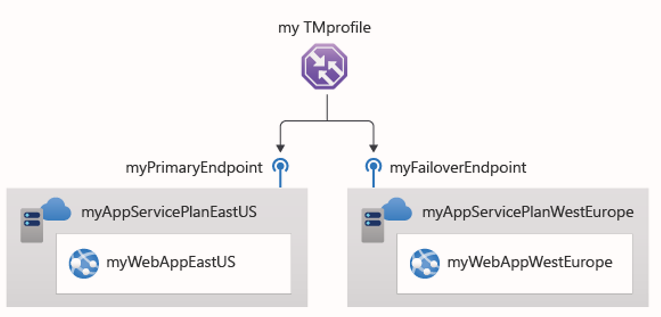 my TMprofile
myPrimaryEndpoint
myFailoverEndpoint
myAppServicePlanEastUS
myAppServicePlanWestEurope
myWebAppEastUS
myWebAppWestEurope